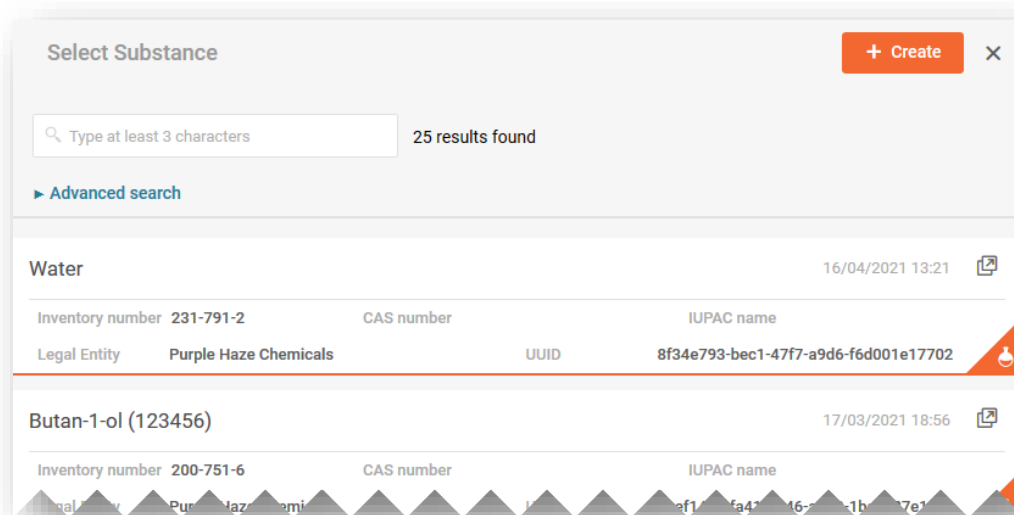 Select Substance
+ Create
Type at least 3 characters
25 results found
► Advanced search
Water
16/04/2021 13:21
Inventory number 231-791-2 CAS number IUPAC name
Legal Entity Purple Haze Chemicals UUID 8f34e793-bec1-47f7-a9d6-f6d001e17702
Butan-1-ol (123456)
17/03/2021 18:56
Inventory number 200-751-6 CAS number IUPAC name